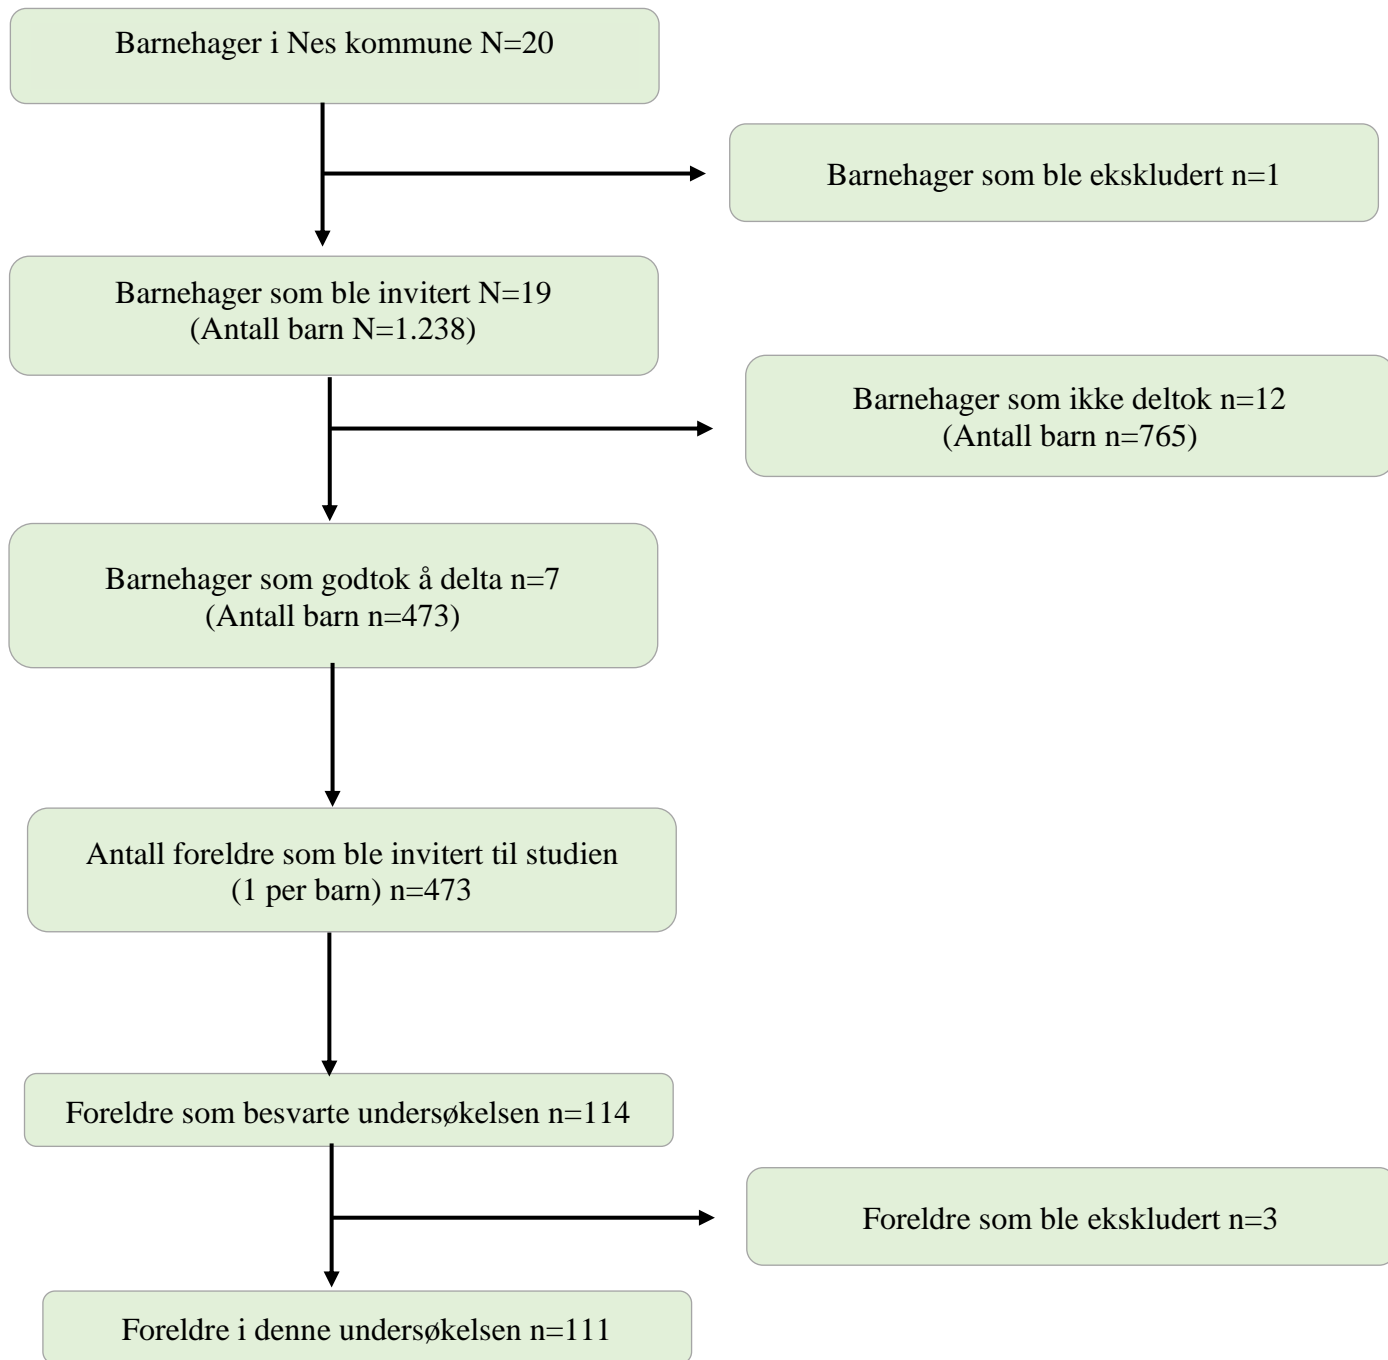 Barnehager i Nes kommune N=20
Barnehager som ble ekskludert n=1
Barnehager som ble invitert N=19
(Antall barn N=1.238)
Barnehager som ikke deltok n=12
(Antall barn n=765)
Barnehager som godtok å delta n=7
(Antall barn n=473)
Antall foreldre som ble invitert til studien
(1 per barn) n=473
Foreldre som besvarte undersøkelsen n=114
Foreldre som ble ekskludert n=3
Foreldre i denne undersøkelsen n=111